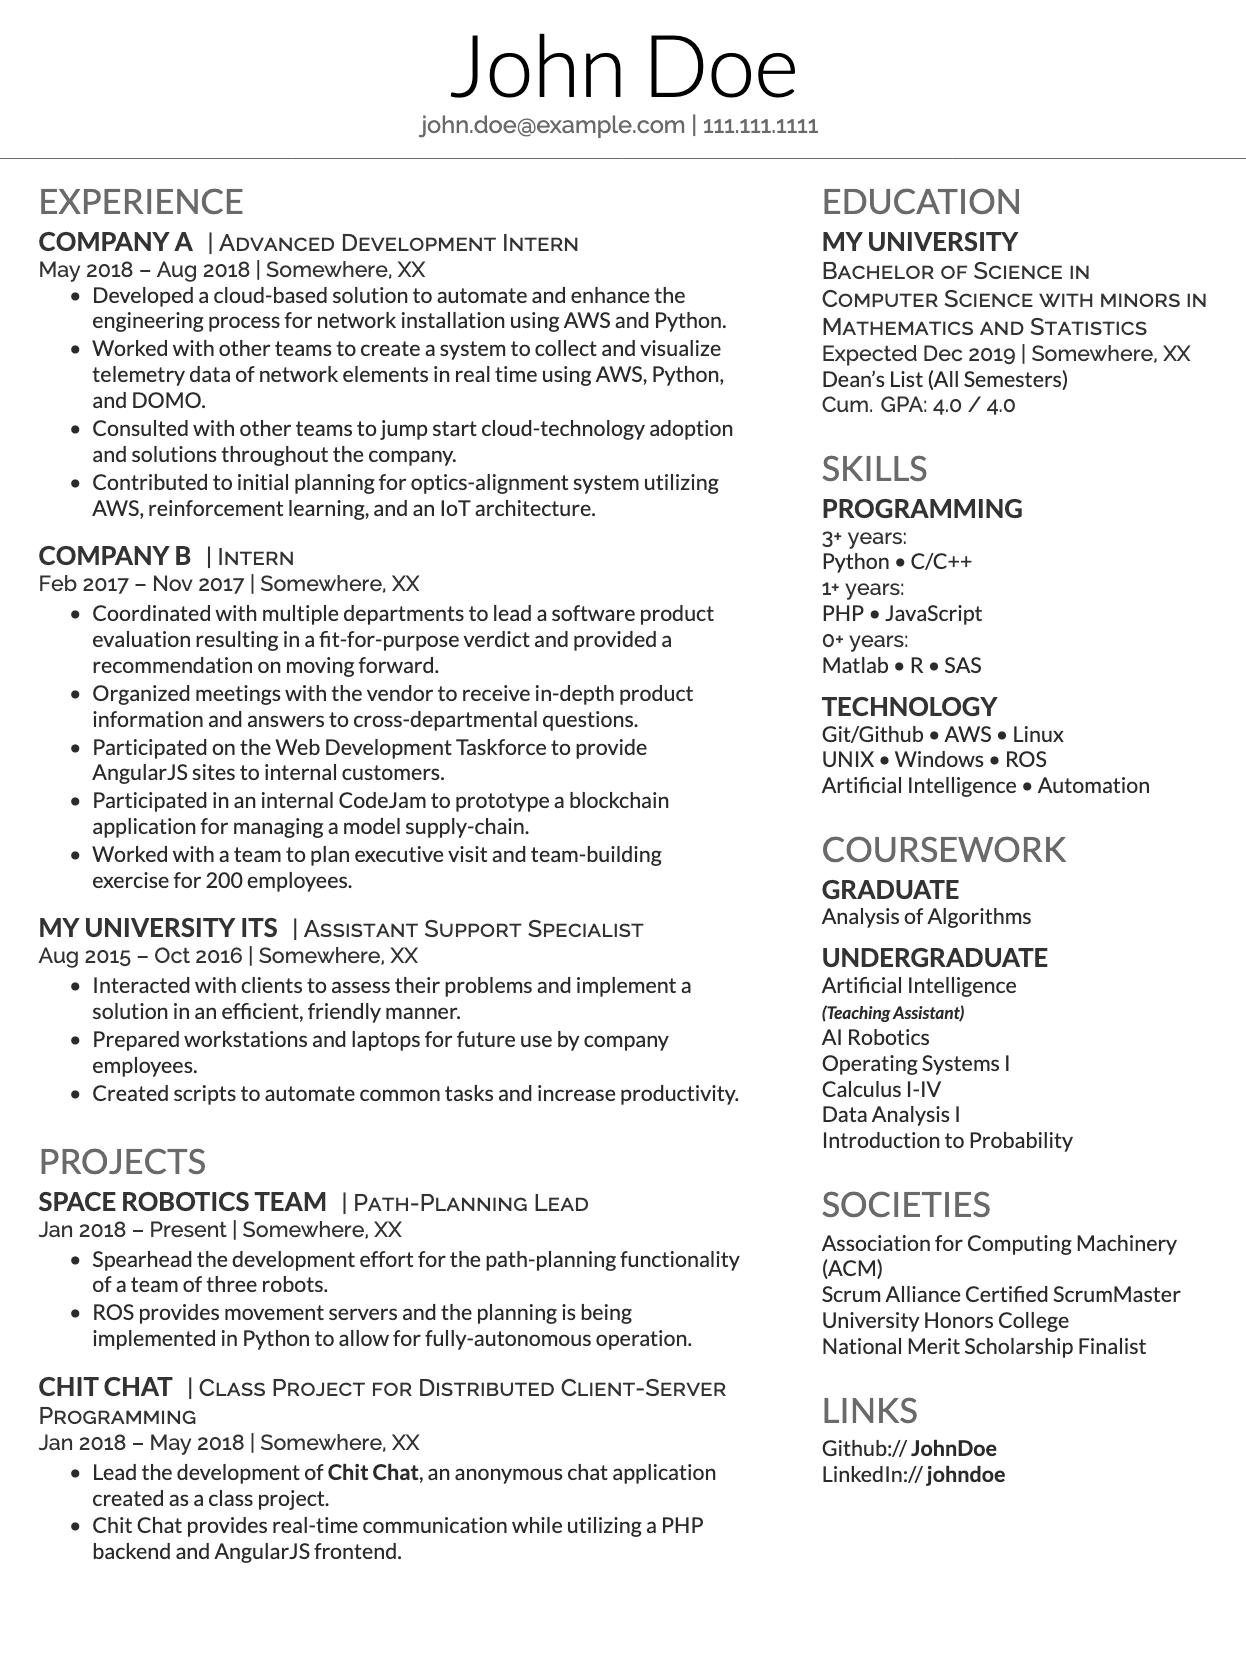 John Doe
john.doe@example.com | 111.111.1111
EXPERIENCE
COMPANY A | Advanced Development Intern
May 2018 – Aug 2018 | Somewhere, XX
• Developed a cloud-based solution to automate and enhance the
engineering process for network installation using AWS and Python.
• Worked with other teams to create a system to collect and visualize
telemetry data of network elements in real time using AWS, Python,
and DOMO.
• Consulted with other teams to jump start cloud-technology adoption
and solutions throughout the company.
• Contributed to initial planning for optics-alignment system utilizing
AWS, reinforcement learning, and an IoT architecture.
COMPANY B | Intern
Feb 2017 – Nov 2017 | Somewhere, XX
• Coordinated with multiple departments to lead a software product
evaluation resulting in a fit-for-purpose verdict and provided a
recommendation on moving forward.
• Organized meetings with the vendor to receive in-depth product
information and answers to cross-departmental questions.
• Participated on the Web Development Taskforce to provide
AngularJS sites to internal customers.
• Participated in an internal CodeJam to prototype a blockchain
application for managing a model supply-chain.
• Worked with a team to plan executive visit and team-building
exercise for 200 employees.
MY UNIVERSITY ITS | Assistant Support Specialist
Aug 2015 – Oct 2016 | Somewhere, XX
• Interacted with clients to assess their problems and implement a
solution in an efficient, friendly manner.
• Prepared workstations and laptops for future use by company
employees.
• Created scripts to automate common tasks and increase productivity.
PROJECTS
SPACE ROBOTICS TEAM | Path-Planning Lead
Jan 2018 – Present | Somewhere, XX
• Spearhead the development effort for the path-planning functionality
of a team of three robots.
• ROS provides movement servers and the planning is being
implemented in Python to allow for fully-autonomous operation.
CHIT CHAT | Class Project for Distributed Client-Server
Programming
Jan 2018 – May 2018 | Somewhere, XX
• Lead the development of Chit Chat, an anonymous chat application
created as a class project.
• Chit Chat provides real-time communication while utilizing a PHP
backend and AngularJS frontend.
EDUCATION
MY UNIVERSITY
Bachelor of Science in
Computer Science with minors in
Mathematics and Statistics
Expected Dec 2019 | Somewhere, XX
Dean’s List (All Semesters)
Cum. GPA: 4.0 / 4.0
SKILLS
PROGRAMMING
3+ years:
Python • C/C++
1+ years:
PHP • JavaScript
0+ years:
Matlab • R • SAS
TECHNOLOGY
Git/Github • AWS • Linux
UNIX • Windows • ROS
Artificial Intelligence • Automation
COURSEWORK
GRADUATE
Analysis of Algorithms
UNDERGRADUATE
Artificial Intelligence
(Teaching Assistant)
AI Robotics
Operating Systems I
Calculus I-IV
Data Analysis I
Introduction to Probability
SOCIETIES
Association for Computing Machinery
(ACM)
Scrum Alliance Certified ScrumMaster
University Honors College
National Merit Scholarship Finalist
LINKS
Github:// JohnDoe
LinkedIn:// johndoe